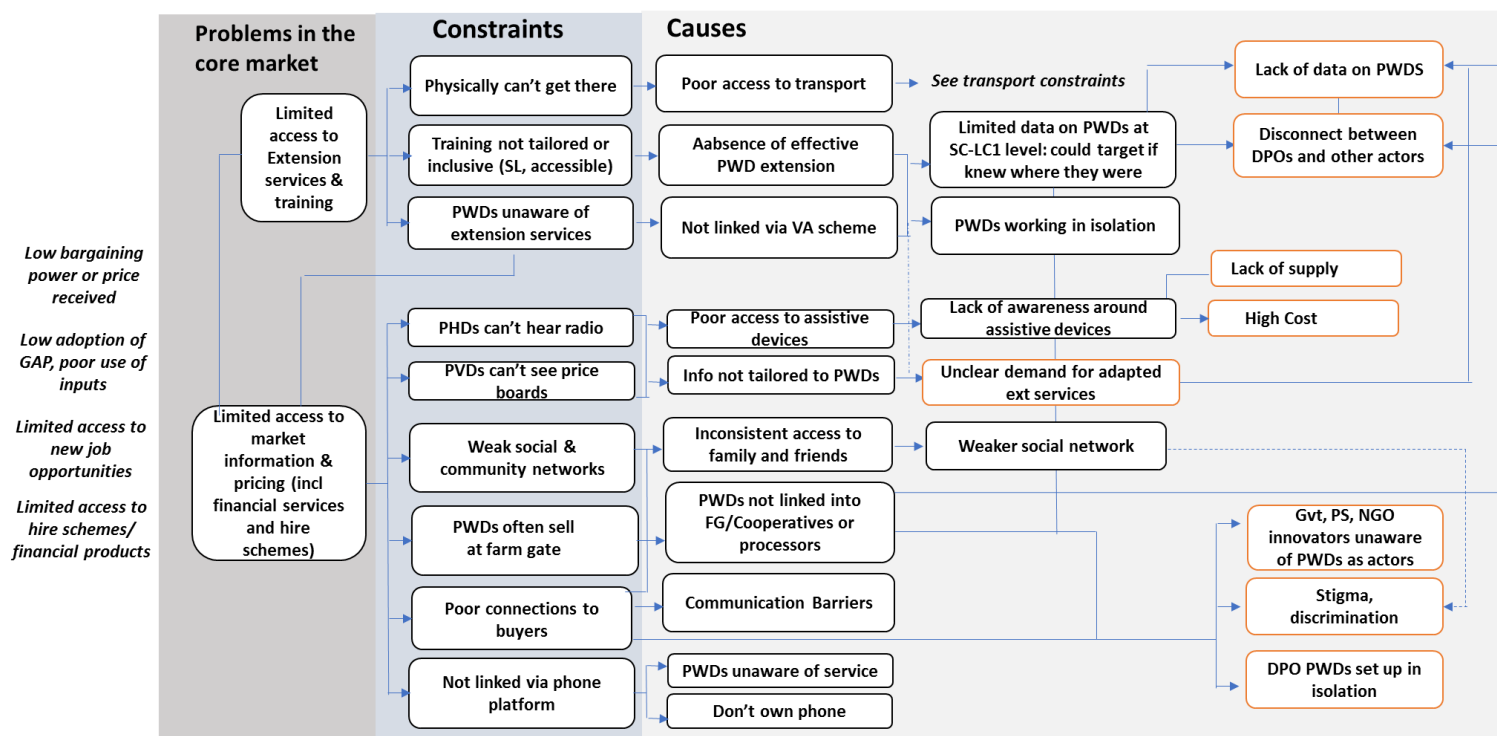 Problems in the
core market
Constraints
Causes
Low bargaining
power or price
received
Low adoption of
GAP, poor use of
inputs
Limited access to
new job
opportunities
Limited access to
hire schemes/
financial products
Limited
access to
Extension
services &
training
Limited access to
market
information &
pricing (incl
financial services
and hire
schemes)
Physically can't get there
Training not tailored or
inclusive (SL, accessible)
PWDs unaware of
extension services
PHDs can't hear radio
PVDs can't see price
boards
Weak social &
community networks
PWDs often sell
at farm gate
Poor connections to
buyers
Not linked via phone
platform
Poor access to transport
Aabsence of effective
PWD extension
Not linked via VA scheme
Poor access to assistive
devices
Info not tailored to PWDs
Inconsistent access to
family and friends
PWDs not linked into
FG/Cooperatives or
processors
Communication Barriers
PWDs unaware of service
Don't own phone
See transport constraints
Limited data on PWDs at
SC-LC1 level: could target if
knew where they were
PWDs working in isolation
Lack of awareness around
assistive devices
Unclear demand for adapted
ext services
Weaker social network
Lack of data on PWDS
Disconnect between
DPOs and other actors
Lack of supply
High Cost
Gvt, PS, NGO
innovators unaware
of PWDs as actors
Stigma,
discrimination
DPO PWDs set up in
isolation